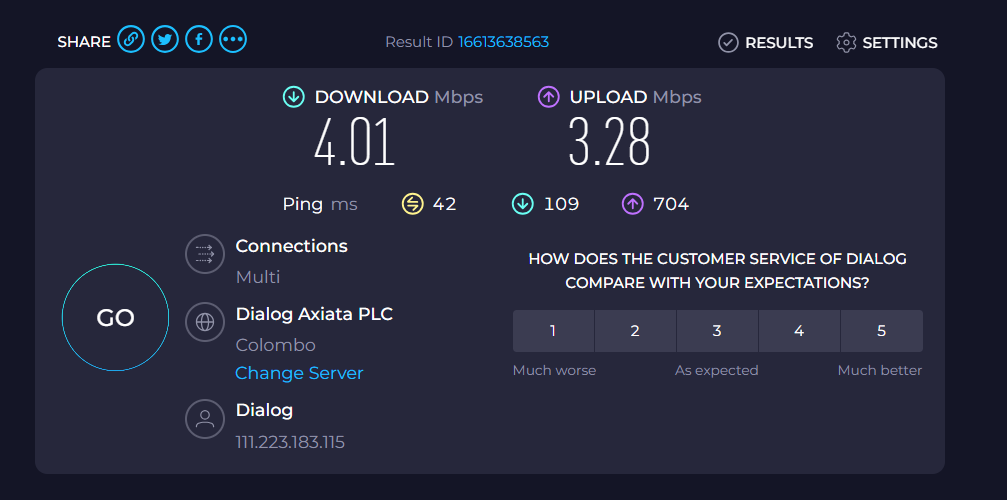 SHARE
Result ID 16613638563
RESULTS
SETTINGS
DOWNLOAD Mbps
4.01
UPLOAD Mbps
3.28
Ping ms
42
109
704
GO
Connections
Multi
Dialog Axiata PLC
Colombo
Change Server
Dialog
111.223.183.115
HOW DOES THE CUSTOMER SERVICE OF DIALOG
COMPARE WITH YOUR EXPECTATIONS?
1 2 3 4 5
Much worse As expected Much better